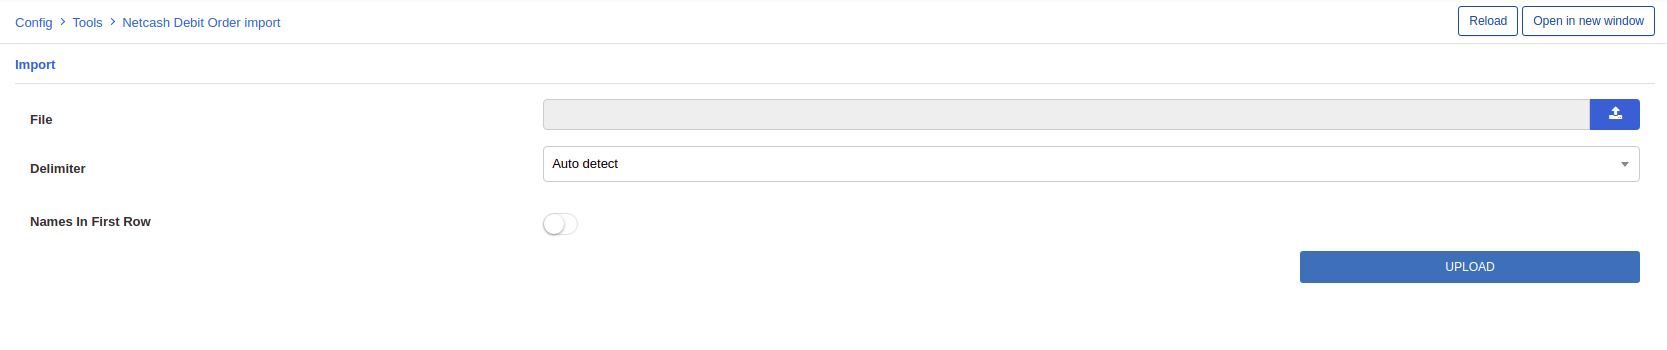 Config > Tools > Netcash Debit Order import
Reload
Open in new window
Import
File
Delimiter
Auto detect
Names In First Row
UPLOAD